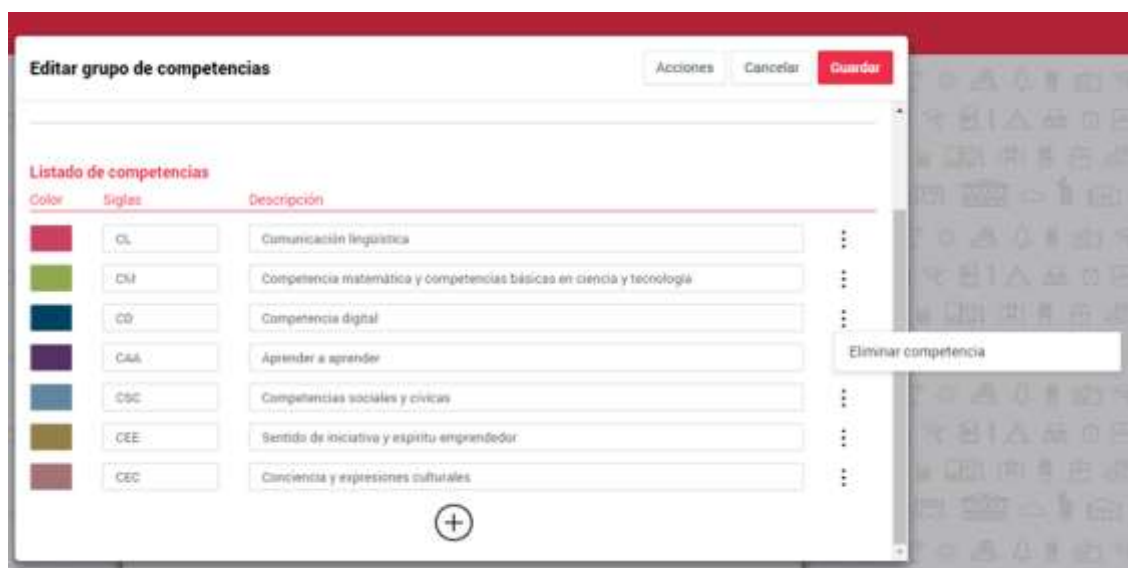 Editar grupo de competencias Acciones Cancelar Guardar
Listado de competencias
Color Siglas Descripción
CL Comunicación lingüística
CM Competencia matemática y competencias básicas en ciencia y tecnología
CD Competencia digital
Eliminar competencia
CAA Aprender a aprender
CSC Competencias sociales y cívicas
CEE Sentido de iniciativa y espíritu emprendedor
CEC Conciencia y expresiones culturales